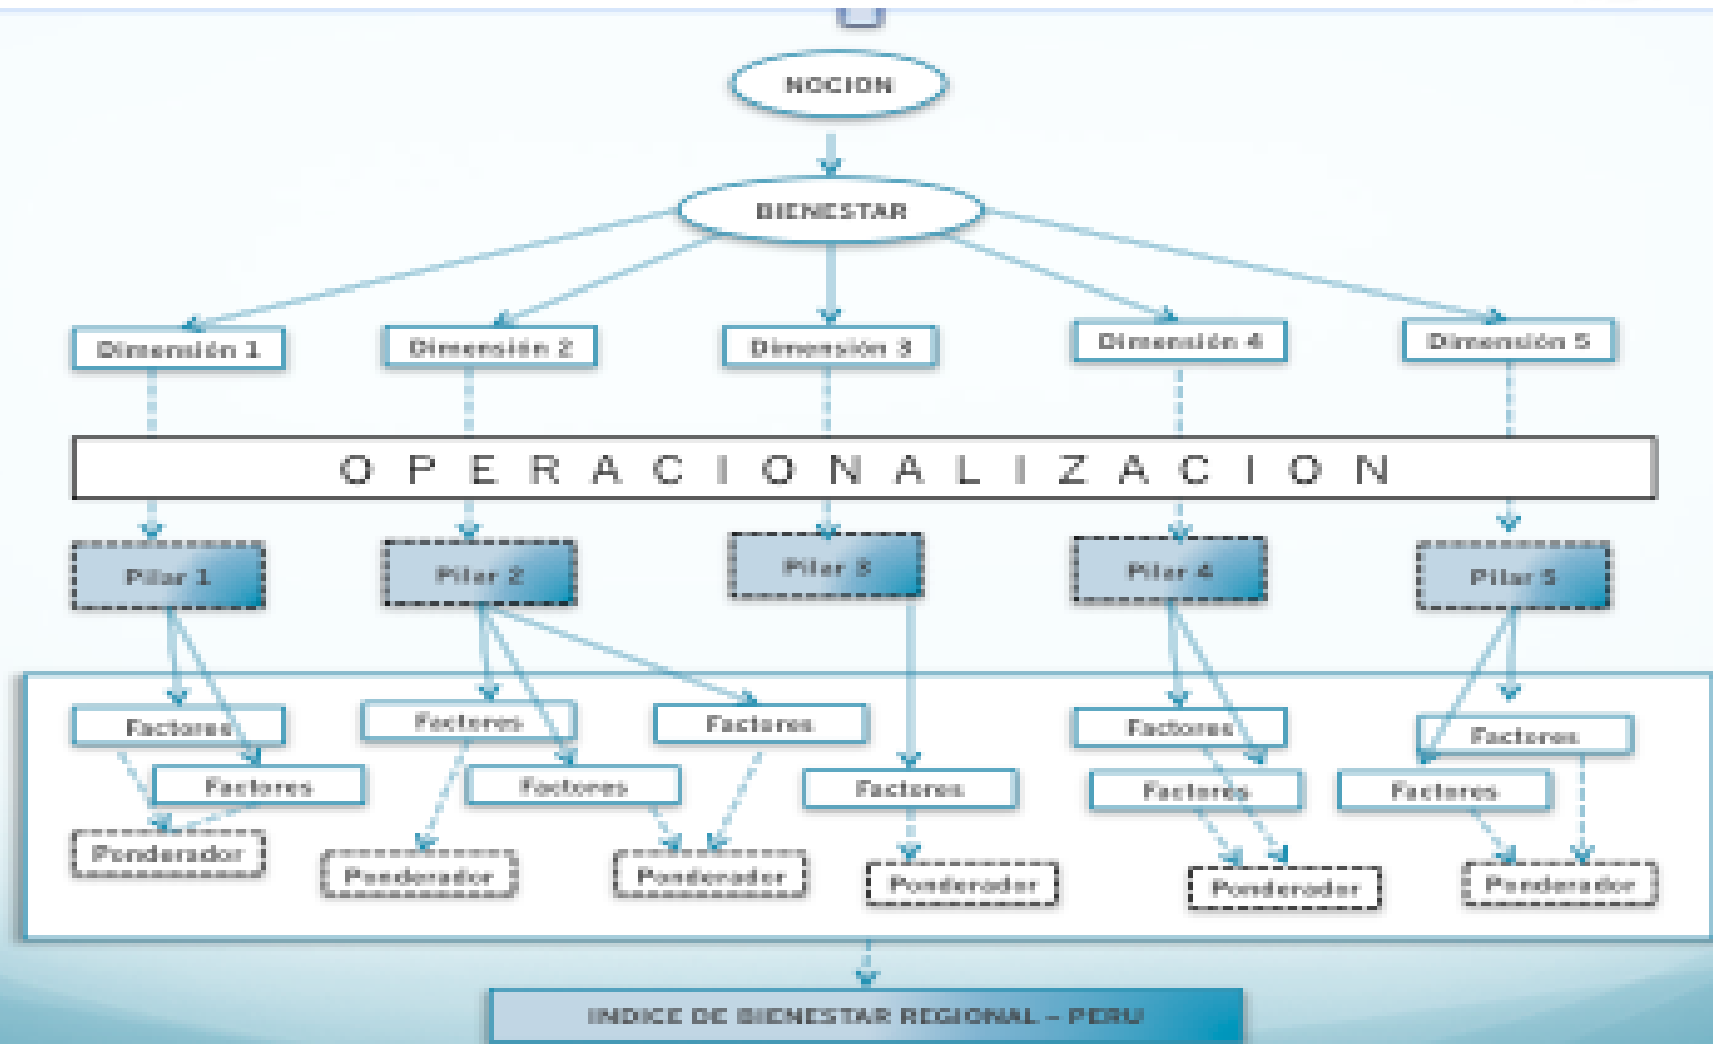 NOCION
BIENESTAR
Dimensión 1
Dimensión 2
Dimensión 3
Dimensión 4
Dimensión 5
OPERACIONALIZACION
Pilar 1
Pilar 2
Pilar 3
Pilar 4
Pilar 5
Factores
Factores
Factores
Factores
Factores
Factores
Factores
Factores
Factores
Factores
Ponderador
Ponderador
Ponderador
Ponderador
Ponderador
Ponderador
INDICE DE BIENESTAR REGIONAL – PERU